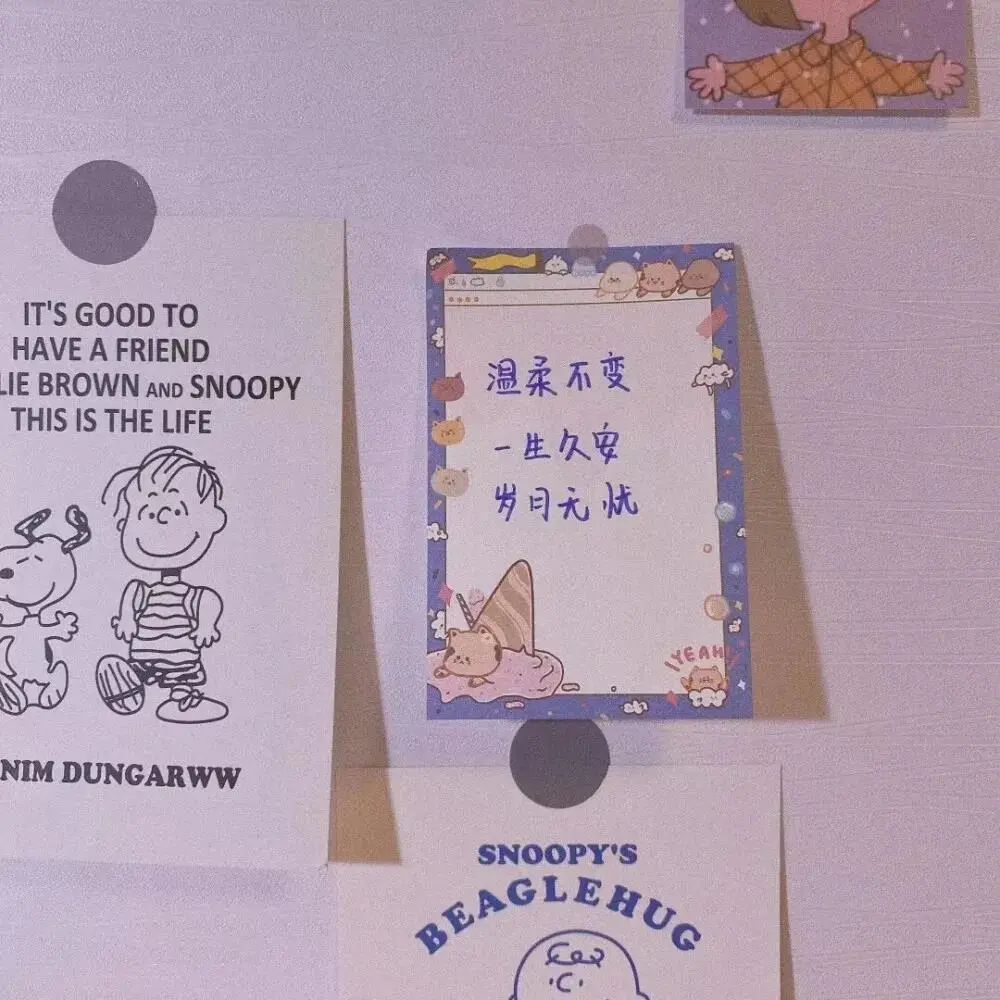 IT'S GOOD TO
HAVE A FRIEND
LIE BROWN AND SNOOPY
THIS IS THE LIFE
NIM DUNGARWW
温柔不变
一生久安
岁月无忧
YEAH
SNOOPY'S
BEAGLEHUG